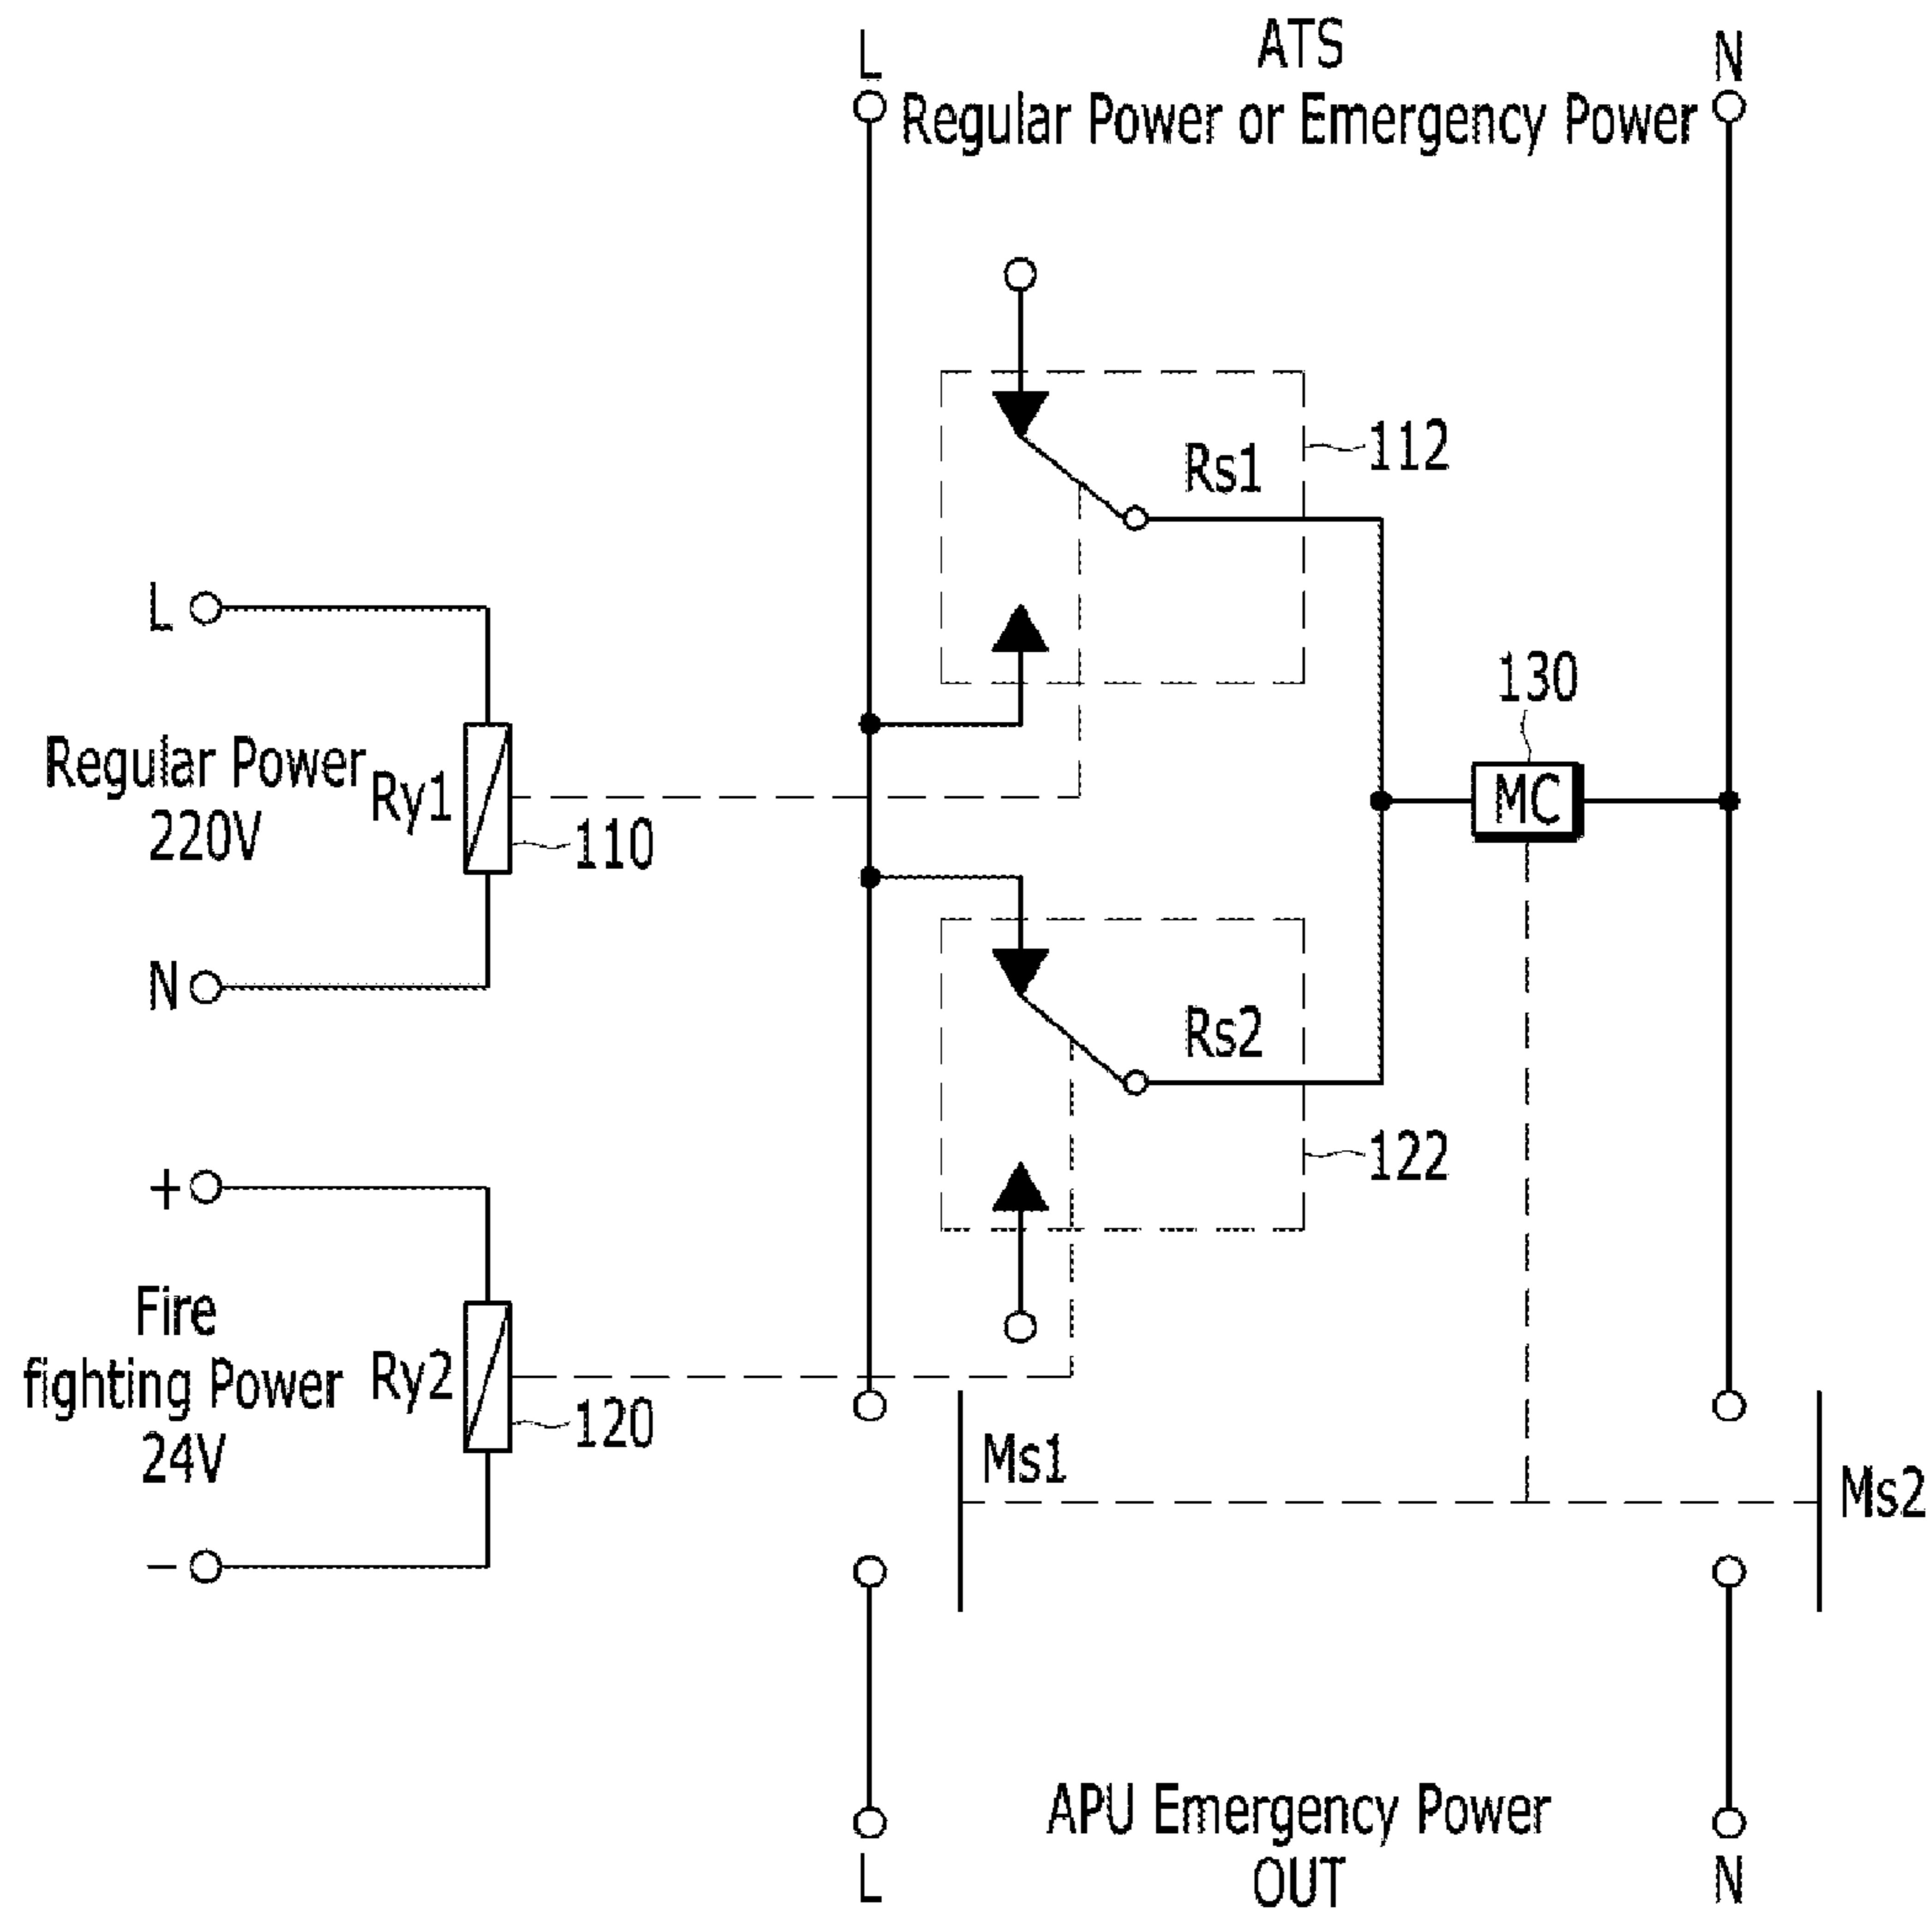 L
ATS
N
Regular Power or Emergency Power
Rs1
112
L
130
Regular Power
220V
Ry1
110
MC
N
Rs2
122
+
Fire
fighting Power
24V
Ry2
120
−
Ms1
Ms2
APU Emergency Power
OUT
L
N